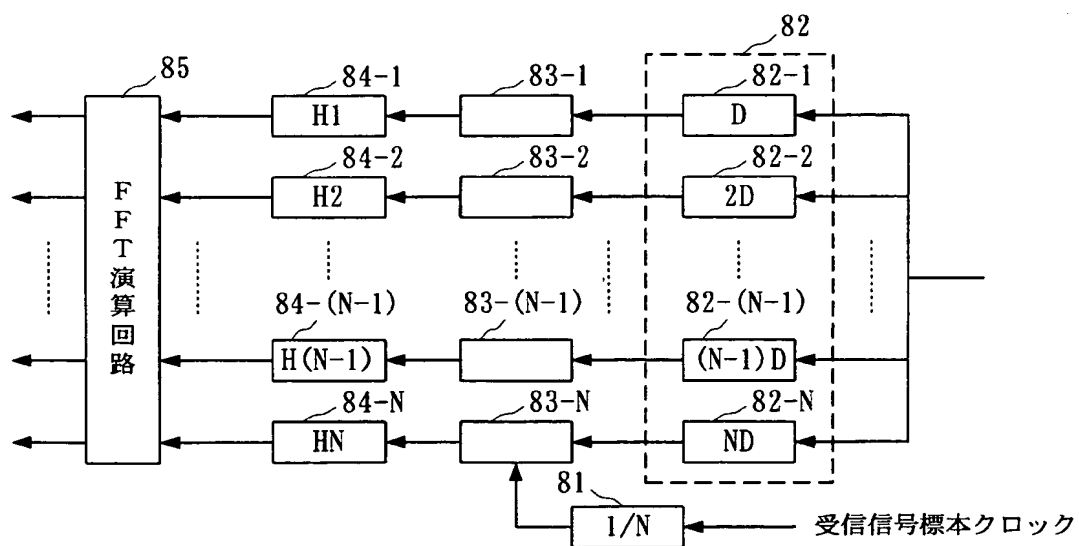 82
85
84-1
83-1
82-1
H1
D
84-2
83-2
82-2
H2
2D
FFT演算回路
84-(N-1)
83-(N-1)
82-(N-1)
H(N-1)
(N-1)D
84-N
83-N
82-N
HN
ND
81
1/N
受信信号標本クロック